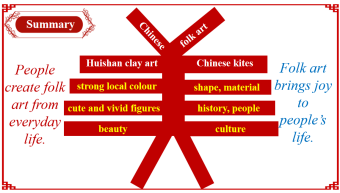 Summary
Chinese
folk art
Huishan clay art
Chinese kites
strong local colour
shape, material
cute and vivid figures
history, people
beauty
culture
People
create folk
art from
everyday
life.
Folk art
brings joy
to
people's
life.